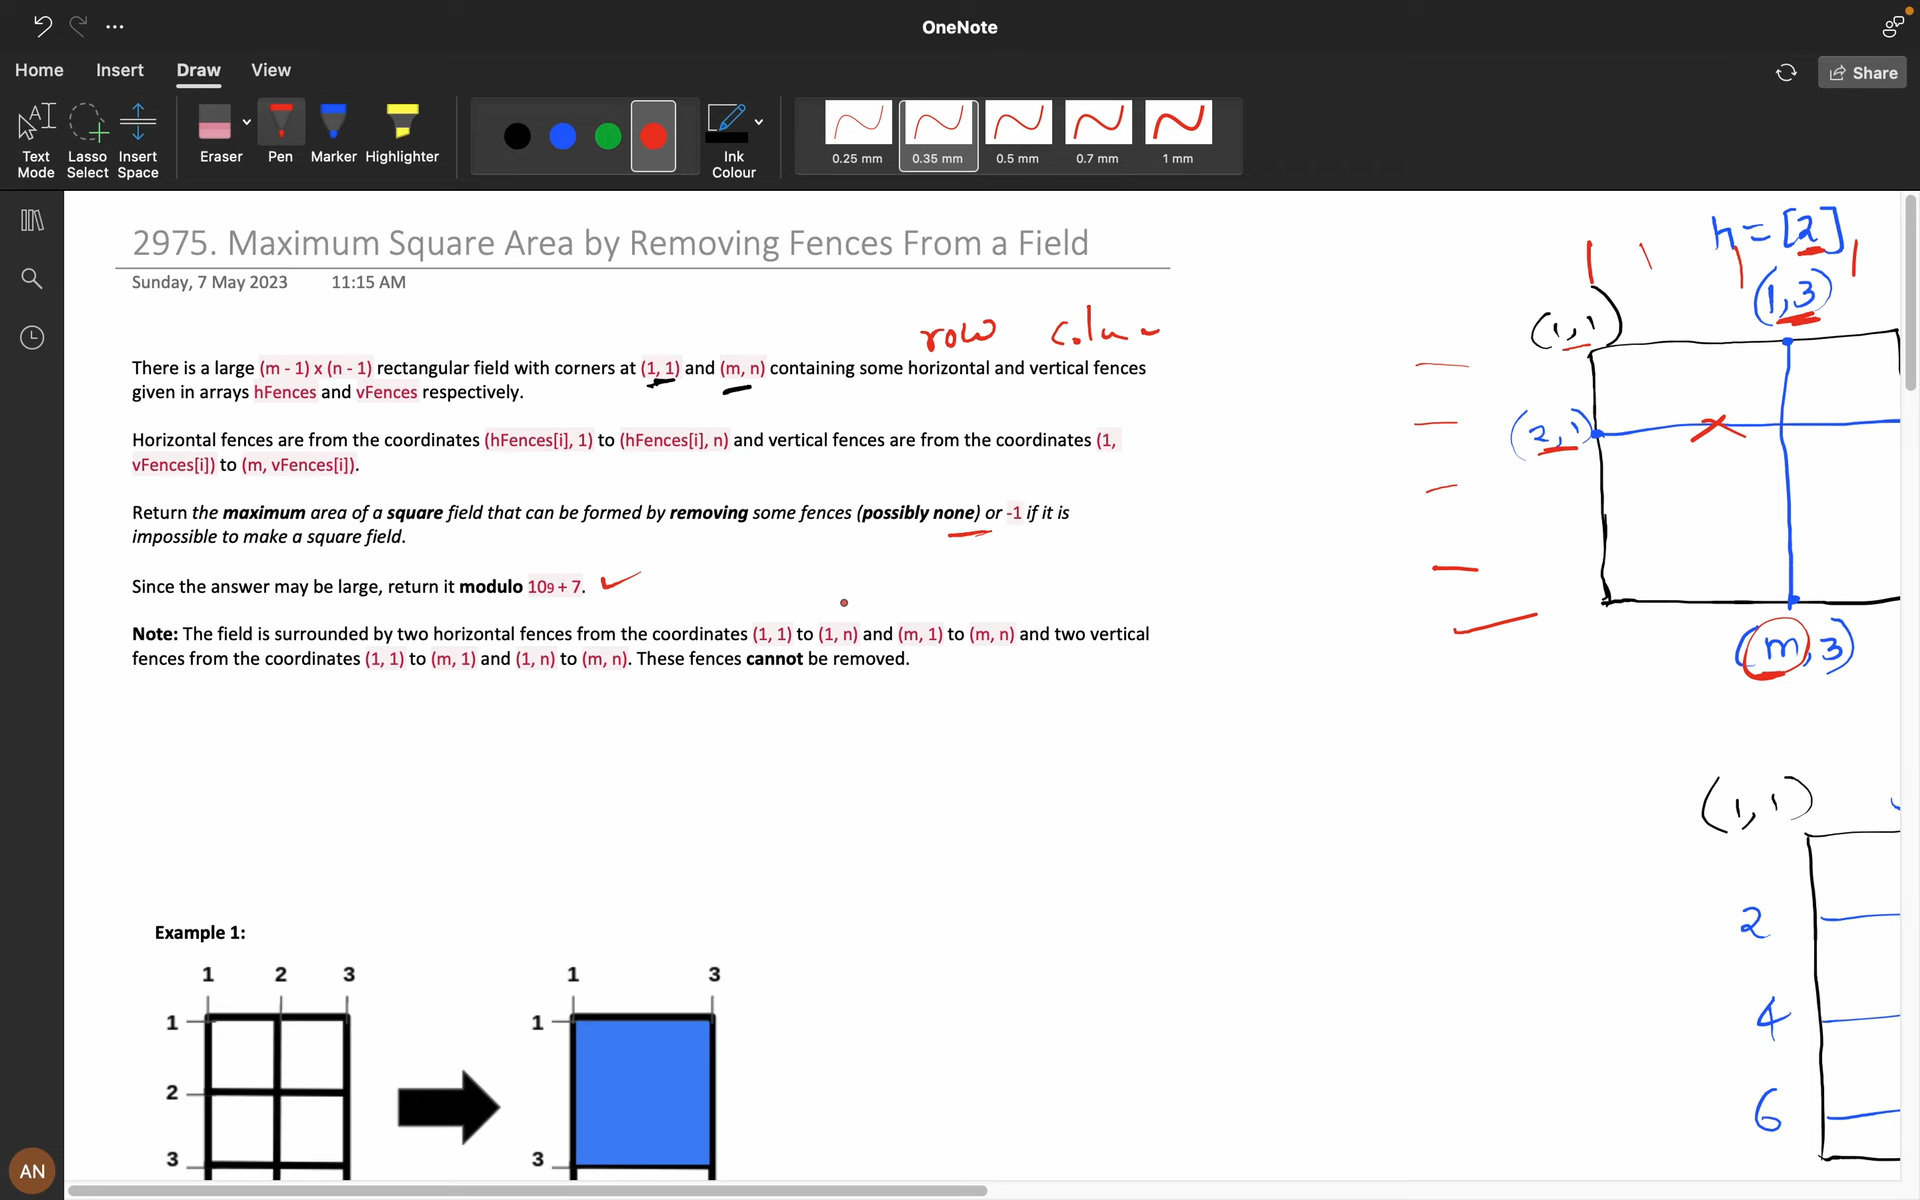 OneNote
Home Insert Draw View
Share
Text Mode
Lasso Select
Insert Space
Eraser
Pen
Marker
Highlighter
Ink Colour
0.25 mm
0.35 mm
0.5 mm
0.7 mm
1 mm
2975. Maximum Square Area by Removing Fences From a Field
Sunday, 7 May 2023 11:15 AM
row
There is a large (m - 1) x (n - 1) rectangular field with corners at (1, 1) and (m, n) containing some horizontal and vertical fences
given in arrays hFences and vFences respectively.
Horizontal fences are from the coordinates (hFences[i], 1) to (hFences[i], n) and vertical fences are from the coordinates (1,
vFences[i]) to (m, vFences[i]).
Return the maximum area of a square field that can be formed by removing some fences (possibly none) or -1 if it is
impossible to make a square field.
Since the answer may be large, return it modulo 109 + 7.
Note: The field is surrounded by two horizontal fences from the coordinates (1, 1) to (1, n) and (m, 1) to (m, n) and two vertical
fences from the coordinates (1, 1) to (m, 1) and (1, n) to (m, n). These fences cannot be removed.
Example 1:
1 2 3
1
2
3
1 3
1
3
h = [2]
(1,3)
(1,1)
(2,1)
(m,3)
(1,1)
2
4
6
AN